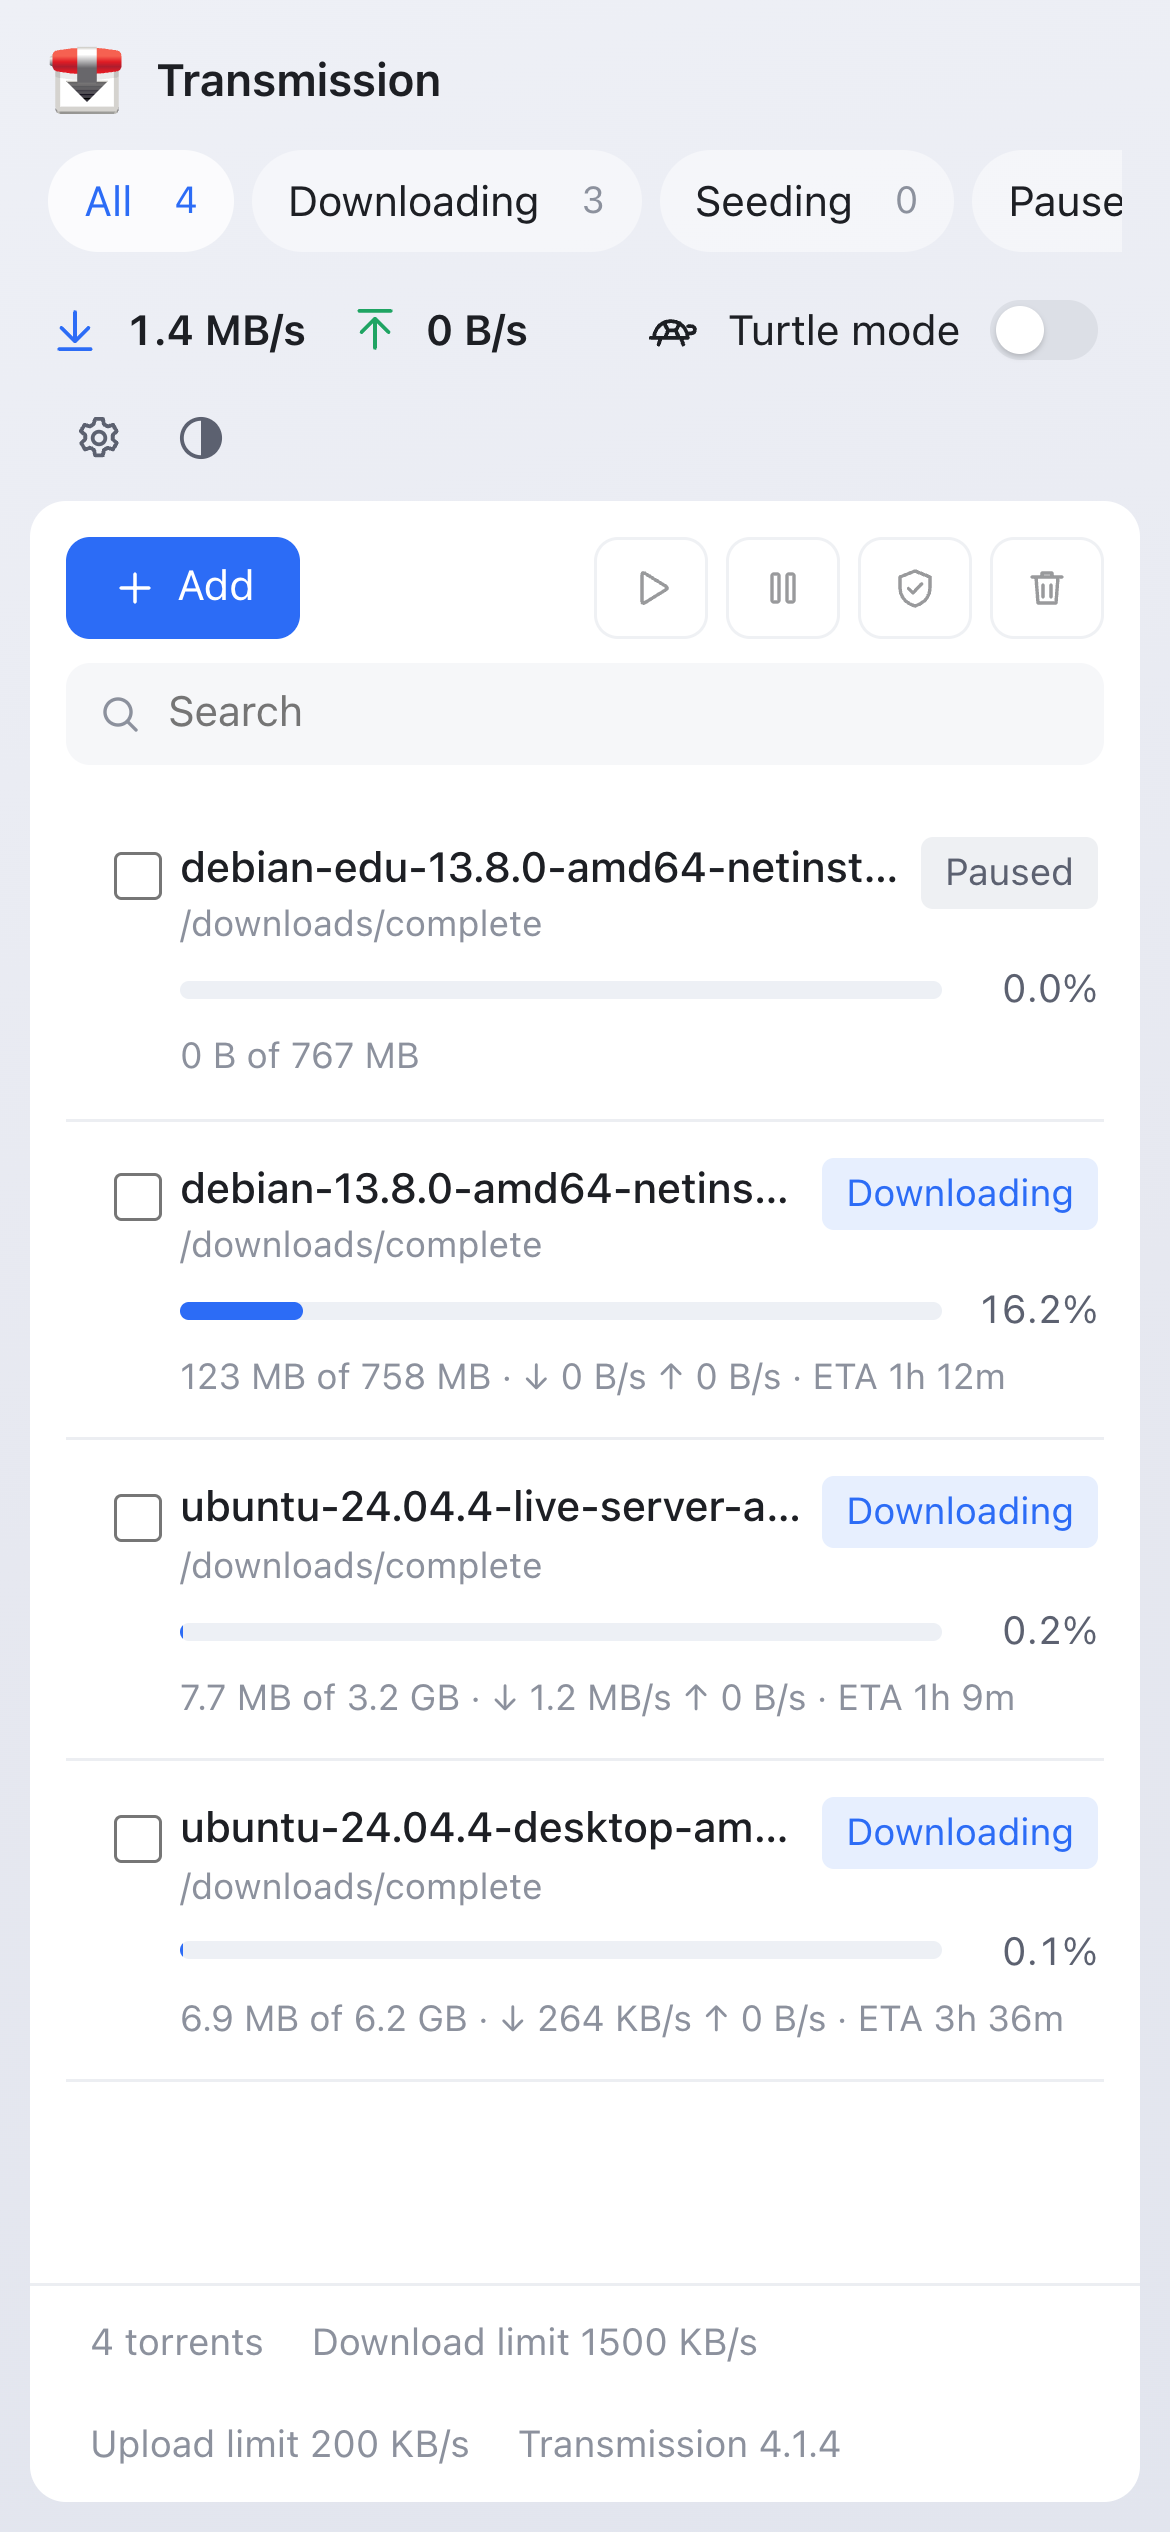 Transmission
All 4 Downloading 3 Seeding 0 Pause
1.4 MB/s 0 B/s Turtle mode
Add
Search
debian-edu-13.8.0-amd64-netinst... Paused
/downloads/complete
0.0%
0 B of 767 MB
debian-13.8.0-amd64-netins... Downloading
/downloads/complete
16.2%
123 MB of 758 MB · ↓ 0 B/s ↑ 0 B/s · ETA 1h 12m
ubuntu-24.04.4-live-server-a... Downloading
/downloads/complete
0.2%
7.7 MB of 3.2 GB · ↓ 1.2 MB/s ↑ 0 B/s · ETA 1h 9m
ubuntu-24.04.4-desktop-am... Downloading
/downloads/complete
0.1%
6.9 MB of 6.2 GB · ↓ 264 KB/s ↑ 0 B/s · ETA 3h 36m
4 torrents Download limit 1500 KB/s
Upload limit 200 KB/s Transmission 4.1.4